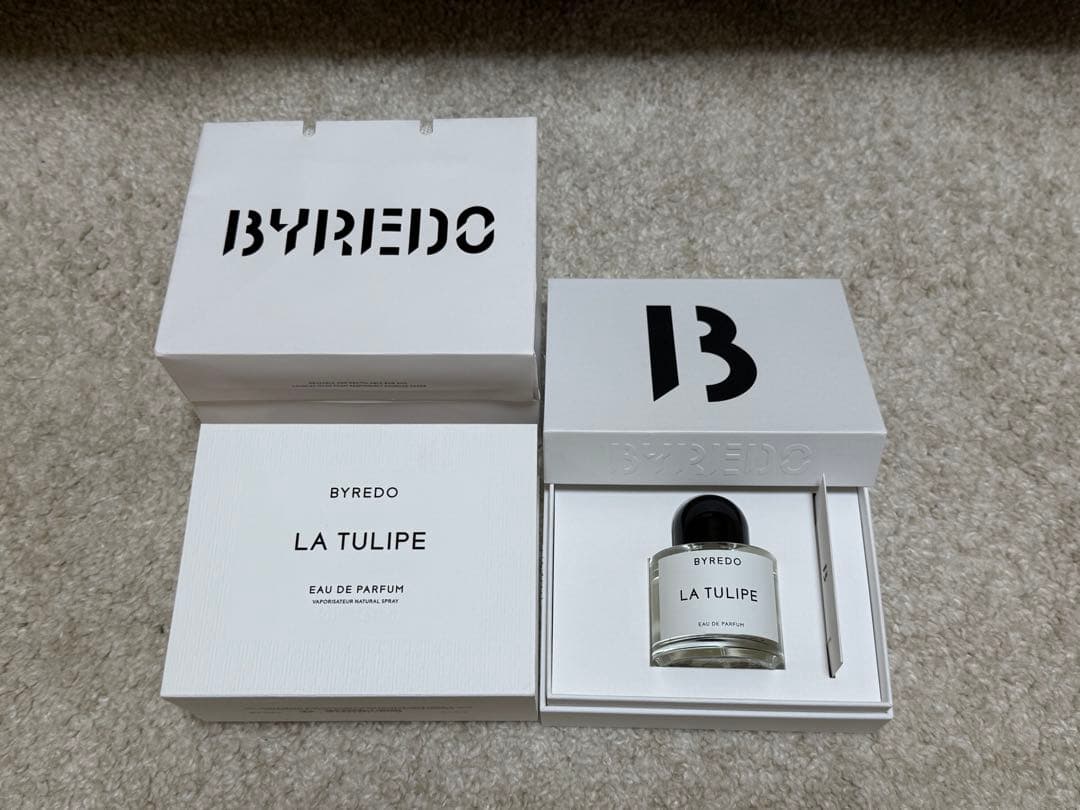 BYREDO
BYREDO
LA TULIPE
EAU DE PARFUM
VAPORISATEUR NATURAL SPRAY
B
BYREDO
BYREDO
LA TULIPE
EAU DE PARFUM